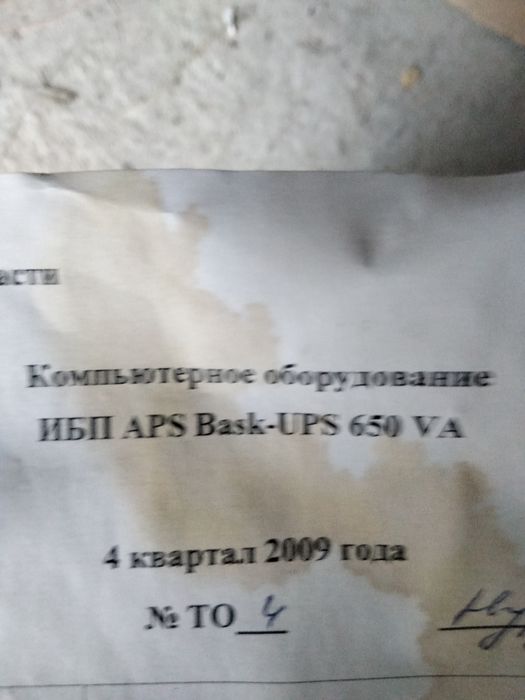 асти
Компьютерное оборудование
ИБП APS Bask-UPS 650 VA
4 квартал 2009 года
№ ТО 4